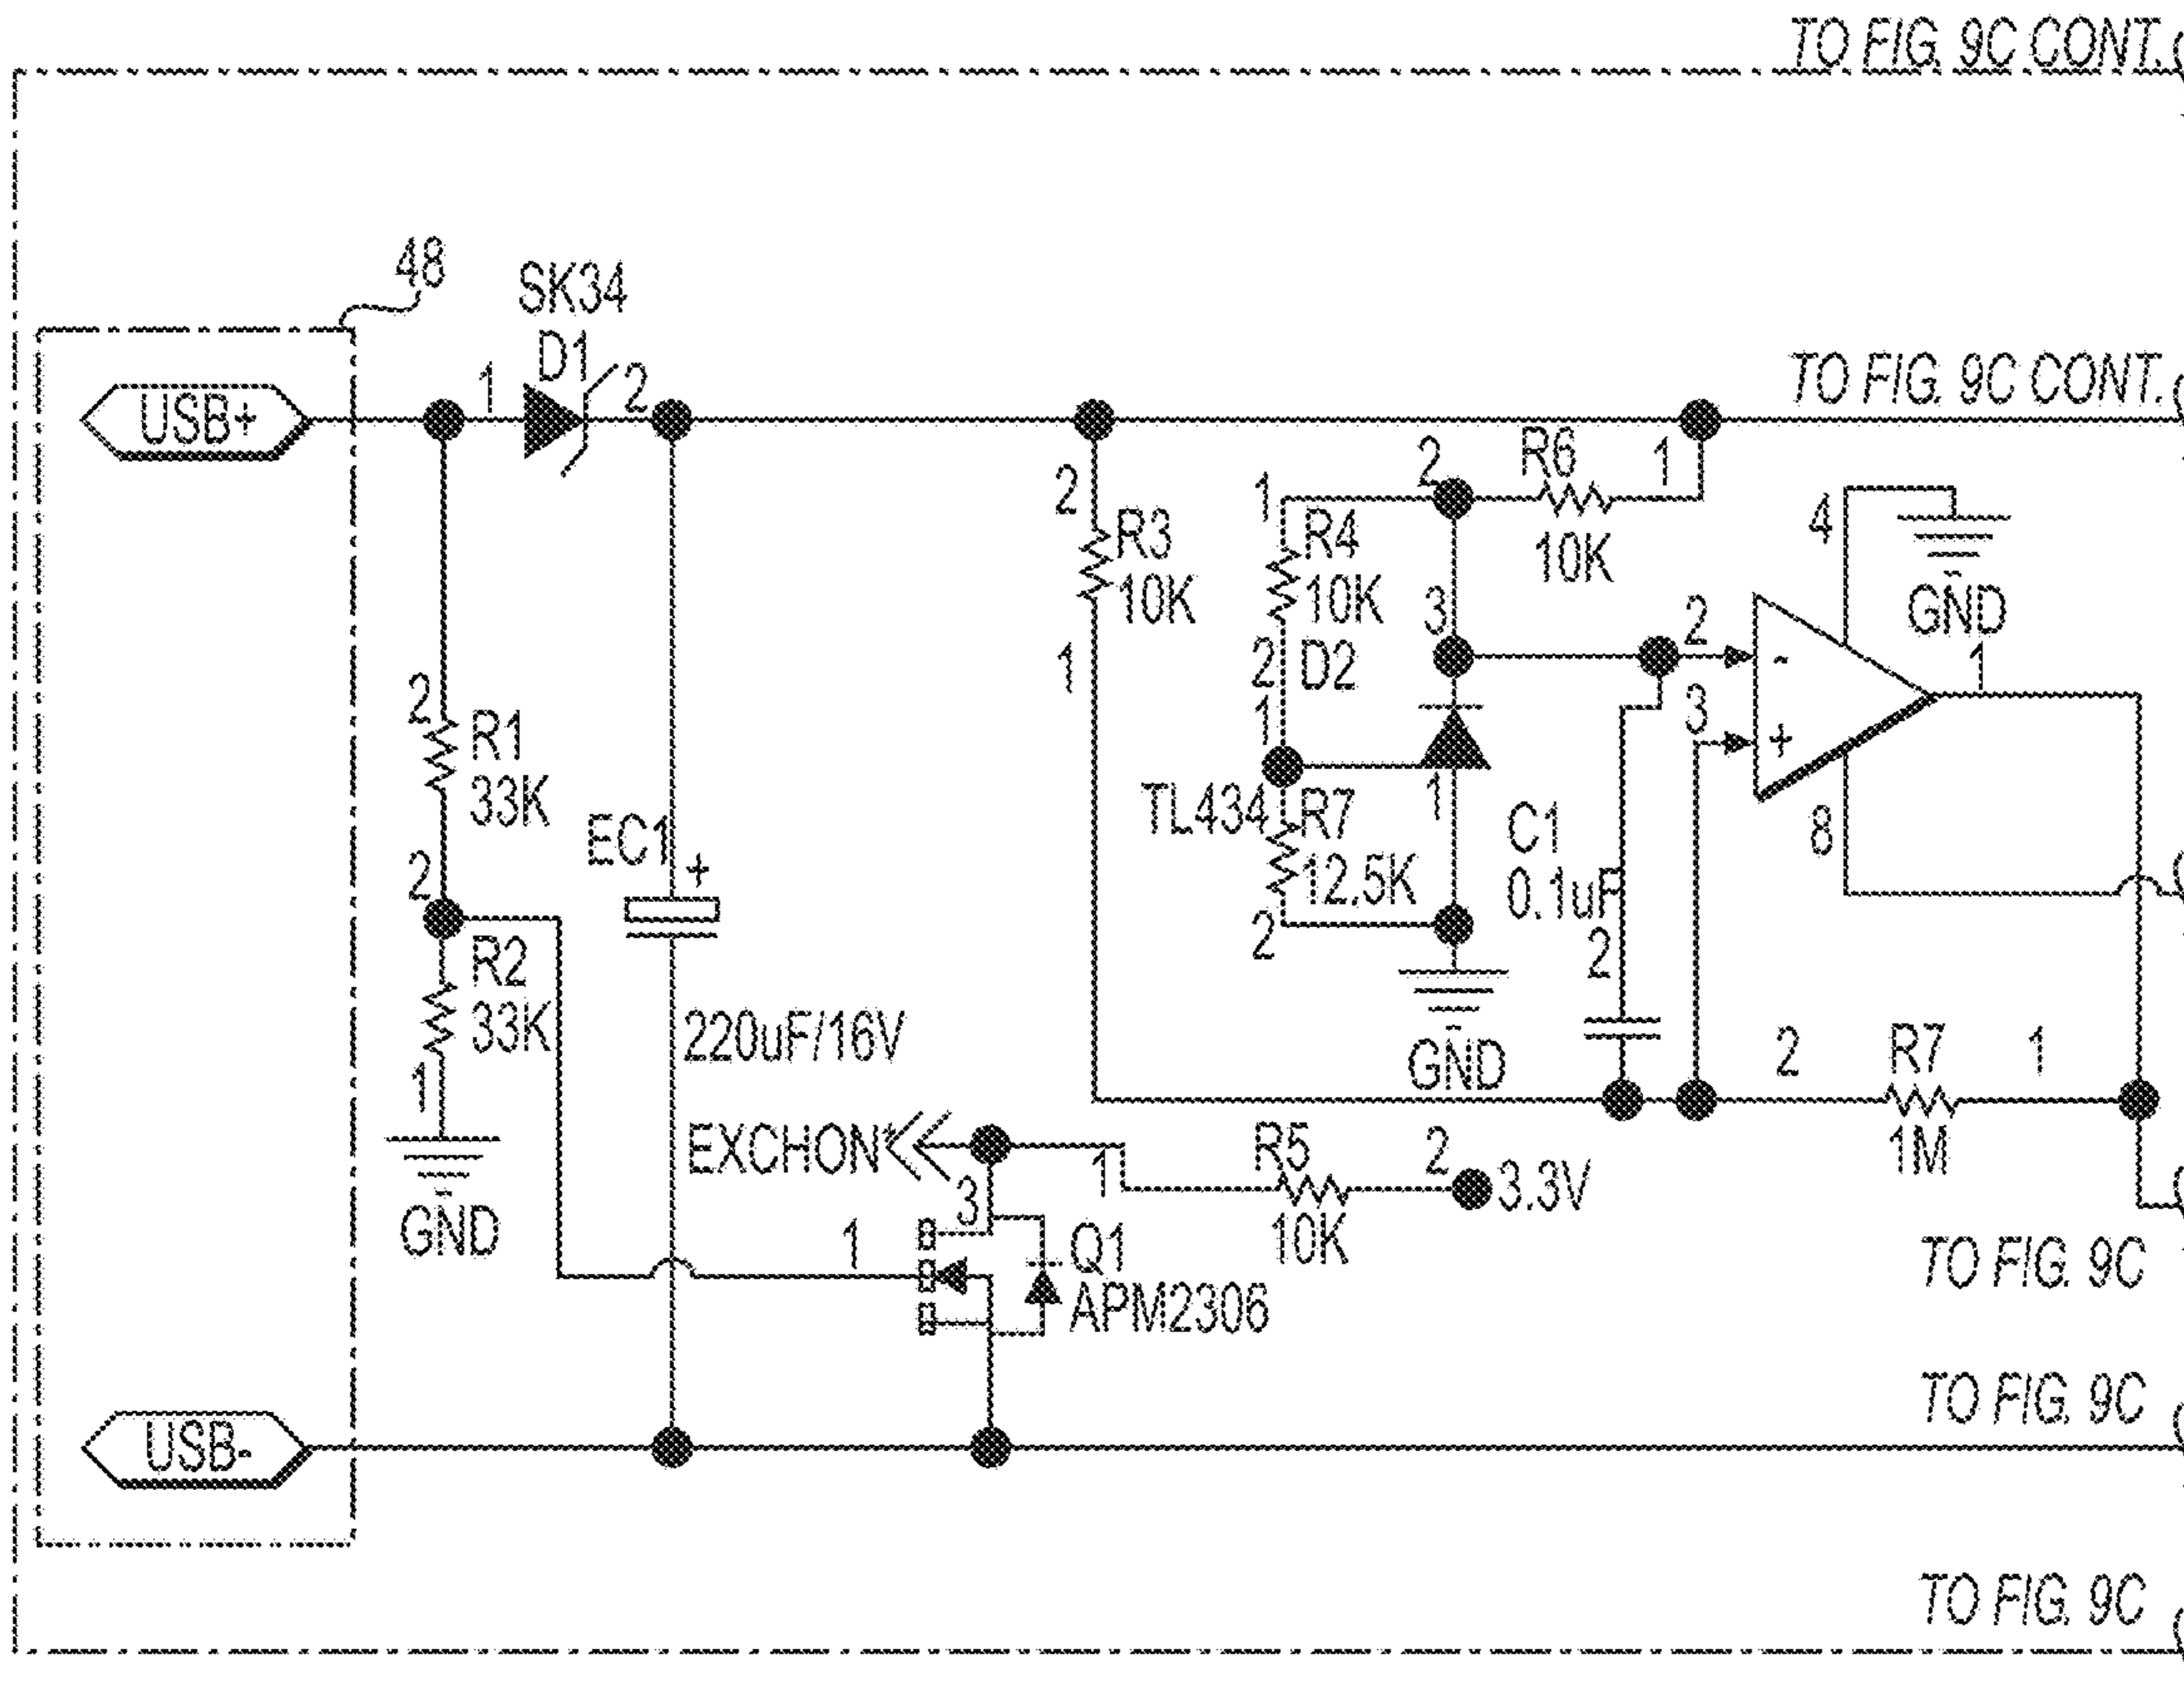 TO FIG. 9C CONT.
48
SK34
D1
TO FIG. 9C CONT.
USB+
1
2
2
R6
1
10K
2
R3
10K
1
1
R4
10K
2
D2
3
4
GND
2
-
3
+
1
8
2
R1
33K
2
R2
33K
1
GND
EC1
+
220uF/16V
1
TL434
R7
12.5K
2
1
GND
C1
0.1uF
2
2
R7
1
1M
EXCHON
3
1
R5
10K
2
3.3V
1
Q1
APM2306
TO FIG. 9C
TO FIG. 9C
USB-
TO FIG. 9C